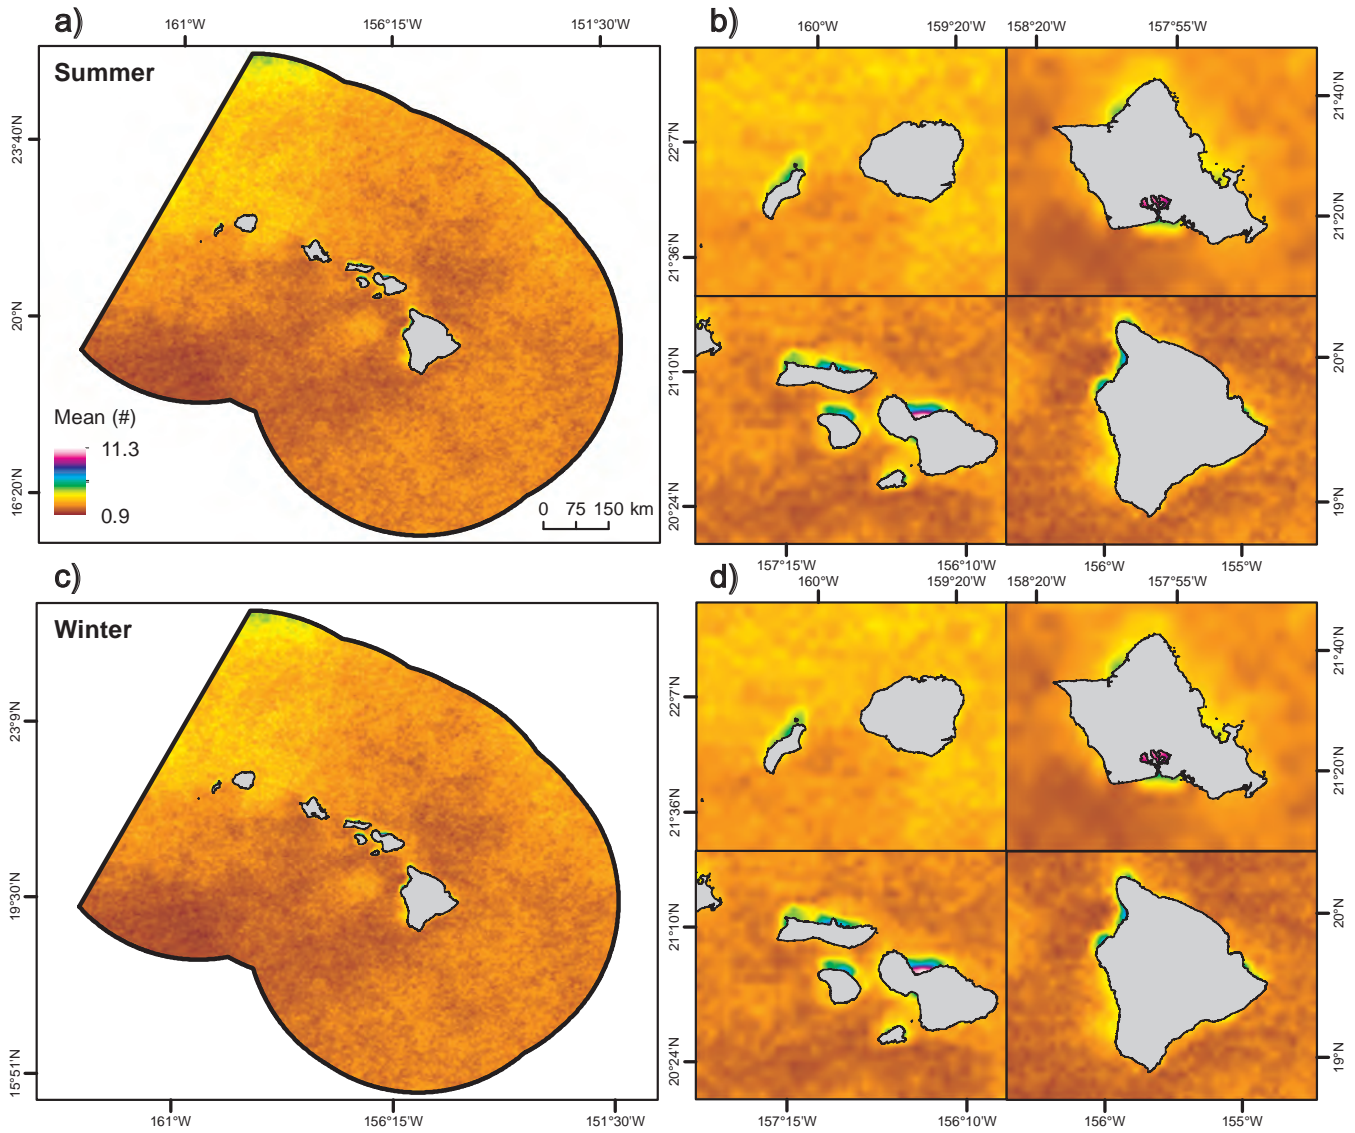 a)
161°W 156°15'W 151°30'W
Summer
23°40'N
20°N
16°20'N
Mean (#)
11.3
0.9
0 75 150 km
b)
160°W 159°20'W 158°20'W 157°55'W
22°7'N
21°36'N
21°40'N
21°20'N
21°10'N
20°24'N
20°N
19°N
157°15'W 156°10'W 156°W 155°W
c)
Winter
23°9'N
19°30'N
15°51'N
161°W 156°15'W 151°30'W
d)
160°W 159°20'W 158°20'W 157°55'W
22°7'N
21°36'N
21°40'N
21°20'N
21°10'N
20°24'N
20°N
19°N
157°15'W 156°10'W 156°W 155°W